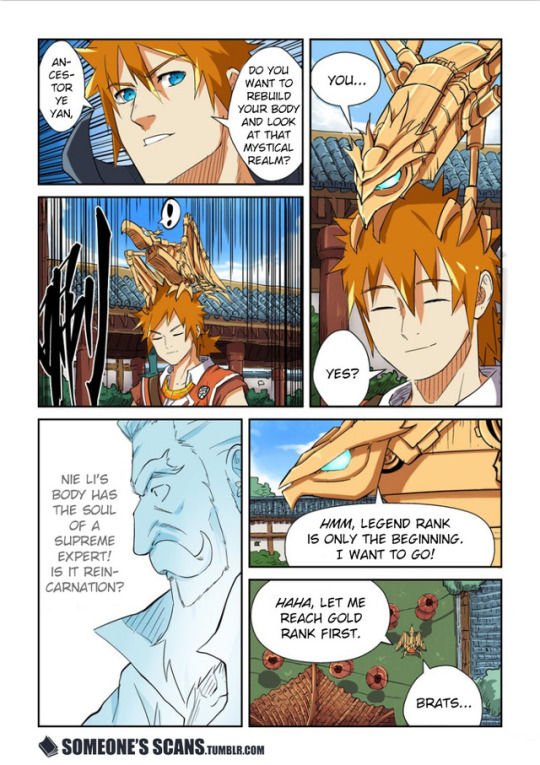 AN-
CES-
TOR
YE
YAN,
DO YOU
WANT TO
REBUILD
YOUR BODY
AND LOOK
AT THAT
MYSTICAL
REALM?
YOU...
YES?
!
NIE LI'S
BODY HAS
THE SOUL
OF A
SUPREME
EXPERT!
IS IT REIN-
CARNATION?
HMM, LEGEND RANK
IS ONLY THE BEGINNING.
I WANT TO GO!
HAHA, LET ME
REACH GOLD
RANK FIRST.
BRATS...
SOMEONE'S SCANS.TUMBLR.COM